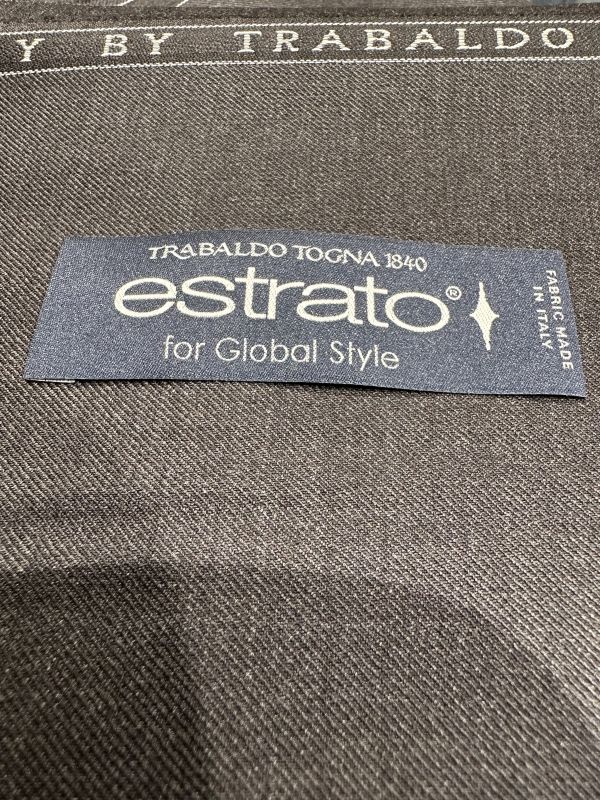 Y BY TRABALDO
TRABALDO TOGNA 1840
estrato®
for Global Style
FABRIC MADE
IN ITALY